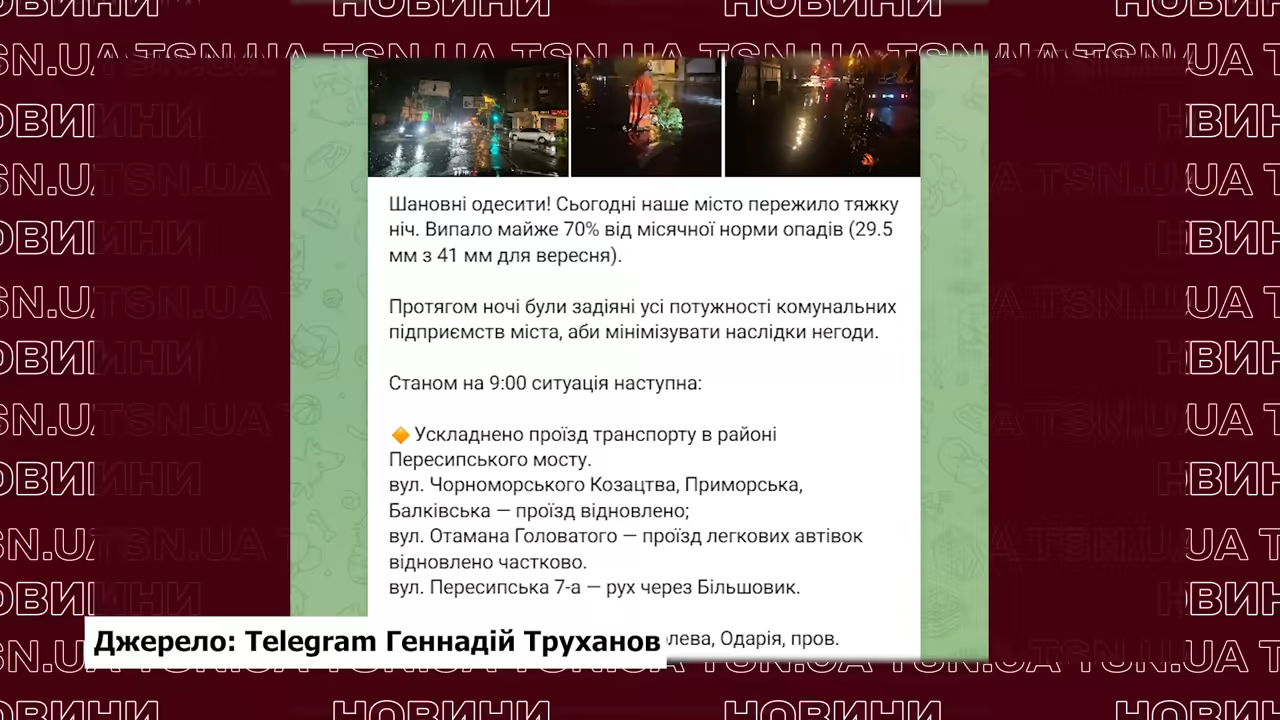 Шановні одесити! Сьогодні наше місто пережило тяжку
ніч. Випало майже 70% від місячної норми опадів (29.5
мм з 41 мм для вересня).
Протягом ночі були задіяні усі потужності комунальних
підприємств міста, аби мінімізувати наслідки негоди.
Станом на 9:00 ситуація наступна:
🔸Ускладнено проїзд транспорту в районі
Пересипського мосту.
вул. Чорноморського Козацтва, Приморська,
Балківська — проїзд відновлено;
вул. Отамана Головатого — проїзд легкових автівок
відновлено частково.
вул. Пересипська 7-а — рух через Більшовик.
Одарія, пров.
Джерело: Telegram Геннадій Труханов
НОВИНИ
TSN.UA